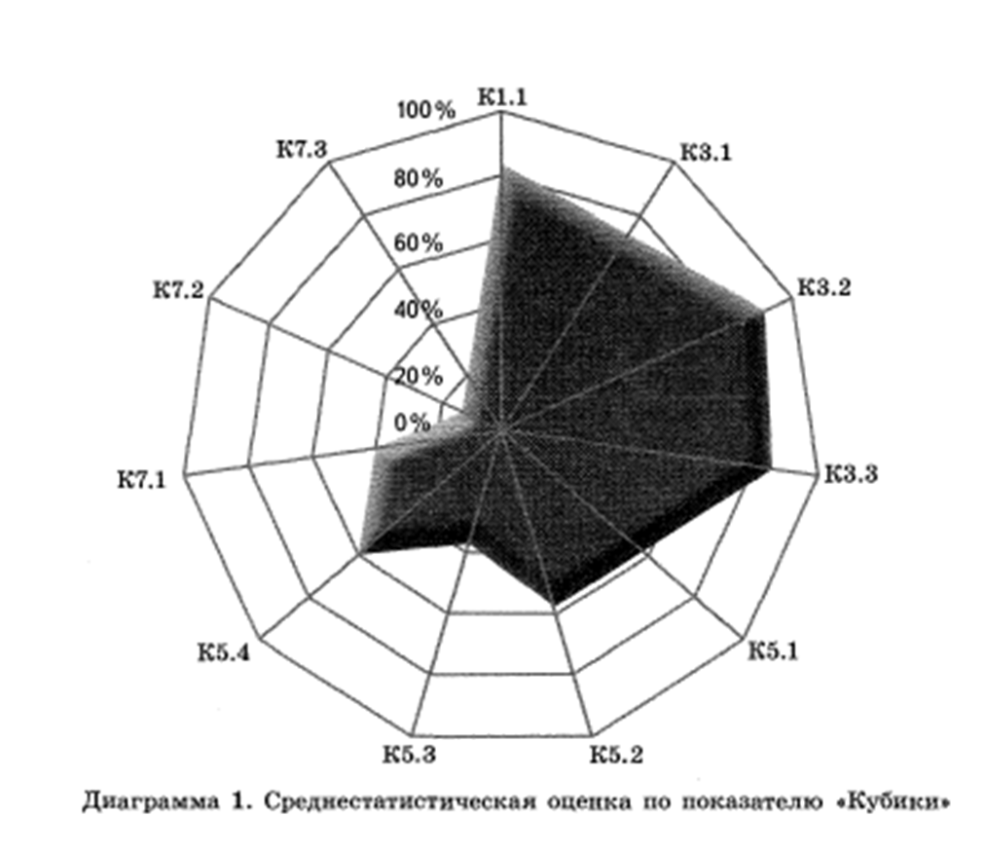 К1.1
100%
К7.3
К3.1
80%
60%
К7.2
К3.2
40%
20%
0%
К7.1
К3.3
К5.4
К5.1
К5.3
К5.2
Диаграмма 1. Среднестатистическая оценка по показателю «Кубики»